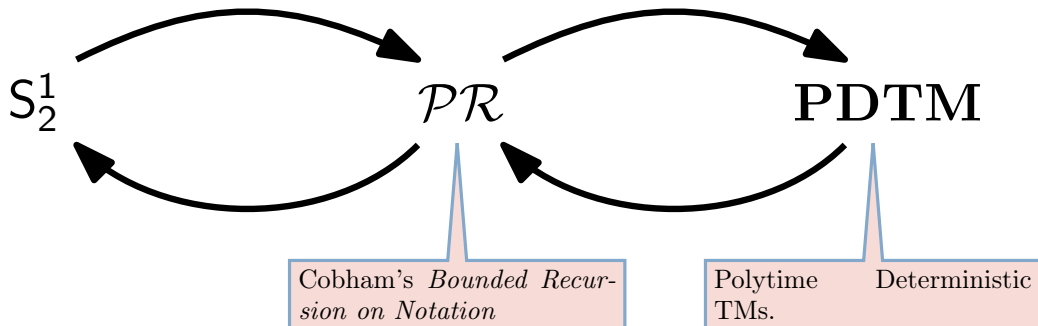 S¹₂ 𝒫ℛ PDTM
Cobham's Bounded Recur-
sion on Notation
Polytime Deterministic
TMs.